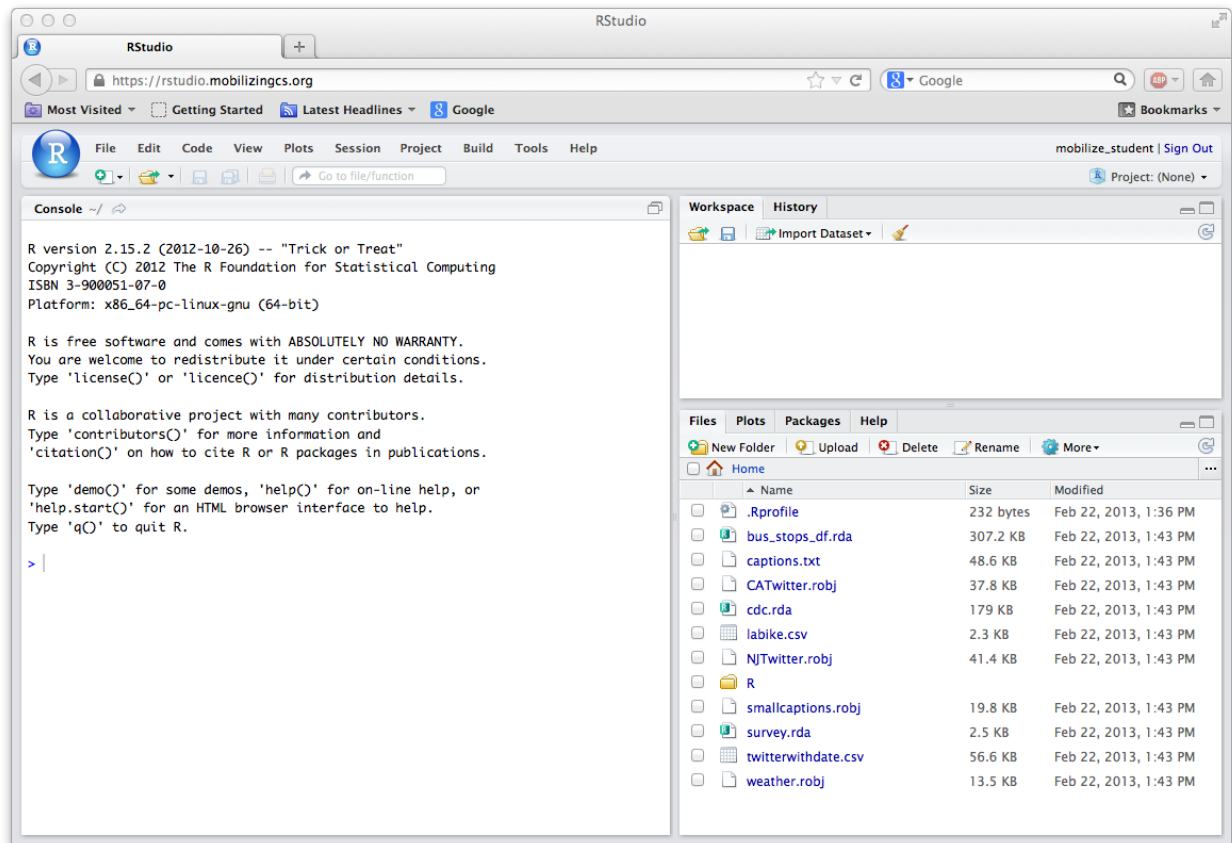 RStudio
RStudio
https://rstudio.mobilizingcs.org
Google
Most Visited Getting Started Latest Headlines Google Bookmarks
R File Edit Code View Plots Session Project Build Tools Help mobilize_student | Sign Out
Go to file/function Project: (None)
Console ~/
R version 2.15.2 (2012-10-26) -- "Trick or Treat"
Copyright (C) 2012 The R Foundation for Statistical Computing
ISBN 3-900051-07-0
Platform: x86_64-pc-linux-gnu (64-bit)
R is free software and comes with ABSOLUTELY NO WARRANTY.
You are welcome to redistribute it under certain conditions.
Type 'license()' or 'licence()' for distribution details.
R is a collaborative project with many contributors.
Type 'contributors()' for more information and
'citation()' on how to cite R or R packages in publications.
Type 'demo()' for some demos, 'help()' for on-line help, or
'help.start()' for an HTML browser interface to help.
Type 'q()' to quit R.
>
Workspace History
Import Dataset
Files Plots Packages Help
New Folder Upload Delete Rename More
Home ...
Name Size Modified
.Rprofile 232 bytes Feb 22, 2013, 1:36 PM
bus_stops_df.rda 307.2 KB Feb 22, 2013, 1:43 PM
captions.txt 48.6 KB Feb 22, 2013, 1:43 PM
CATwitter.robj 37.8 KB Feb 22, 2013, 1:43 PM
cdc.rda 179 KB Feb 22, 2013, 1:43 PM
labike.csv 2.3 KB Feb 22, 2013, 1:43 PM
NJTwitter.robj 41.4 KB Feb 22, 2013, 1:43 PM
R
smallcaptions.robj 19.8 KB Feb 22, 2013, 1:43 PM
survey.rda 2.5 KB Feb 22, 2013, 1:43 PM
twitterwithdate.csv 56.6 KB Feb 22, 2013, 1:43 PM
weather.robj 13.5 KB Feb 22, 2013, 1:43 PM